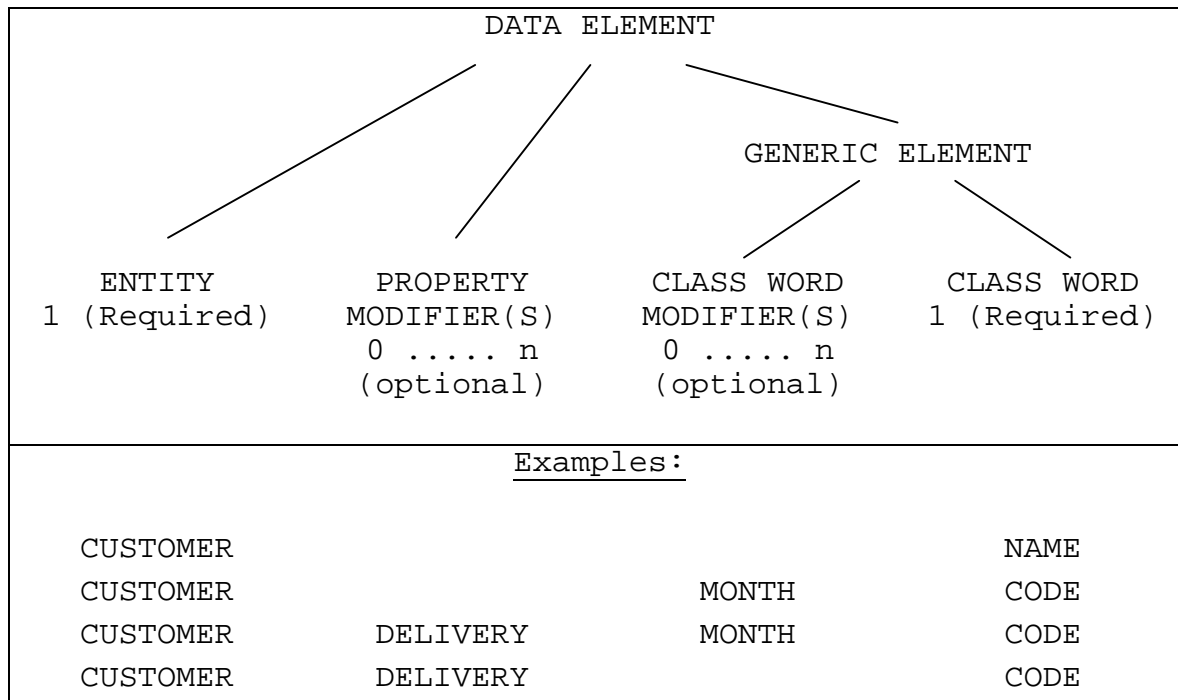 DATA ELEMENT
GENERIC ELEMENT
ENTITY PROPERTY CLASS WORD CLASS WORD
1 (Required) MODIFIER(S) MODIFIER(S) 1 (Required)
0 ..... n 0 ..... n
(optional) (optional)
Examples:
CUSTOMER NAME
CUSTOMER MONTH CODE
CUSTOMER DELIVERY MONTH CODE
CUSTOMER DELIVERY CODE